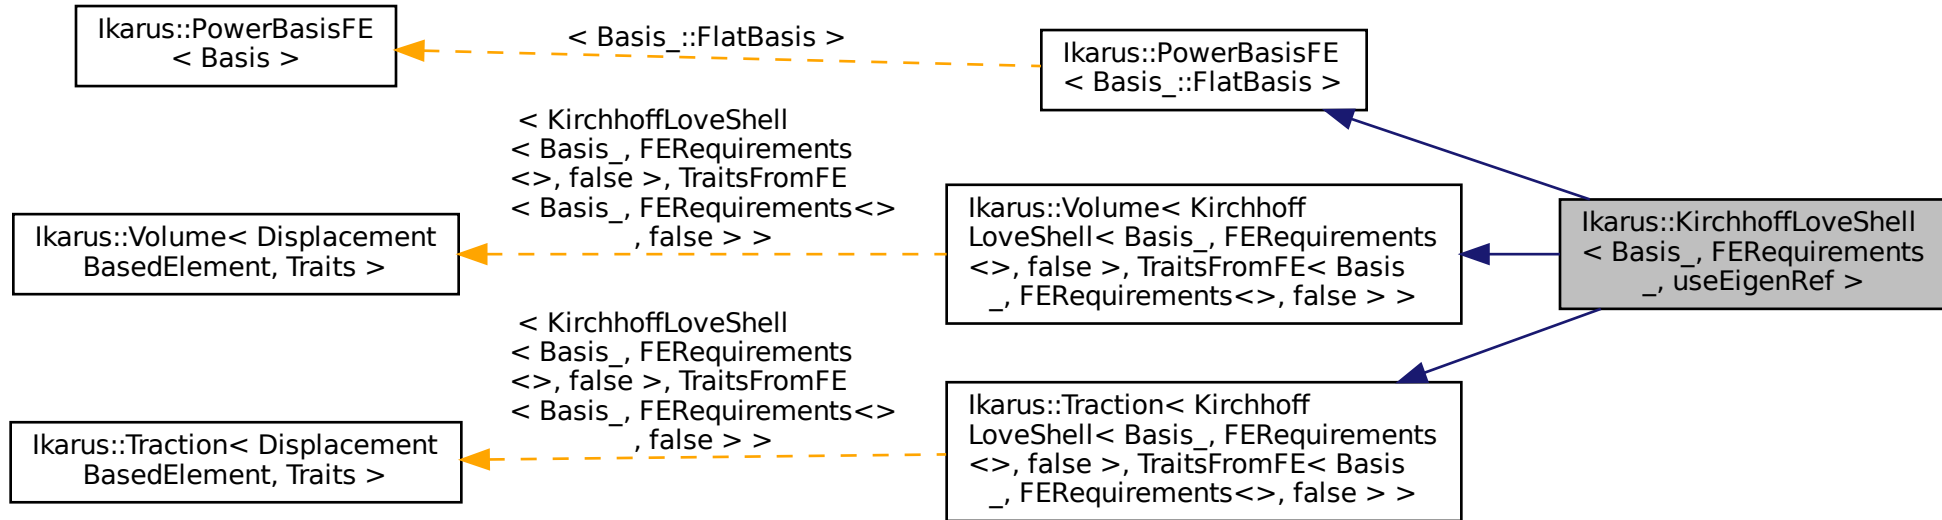 Ikarus::PowerBasisFE
< Basis >
< Basis_::FlatBasis >
Ikarus::PowerBasisFE
< Basis_::FlatBasis >
< KirchhoffLoveShell
< Basis_, FERequirements
<>, false >, TraitsFromFE
< Basis_, FERequirements<>
, false > >
Ikarus::Volume< Displacement
BasedElement, Traits >
Ikarus::Volume< Kirchhoff
LoveShell< Basis_, FERequirements
<>, false >, TraitsFromFE< Basis
_, FERequirements<>, false > >
Ikarus::KirchhoffLoveShell
< Basis_, FERequirements
_, useEigenRef >
< KirchhoffLoveShell
< Basis_, FERequirements
<>, false >, TraitsFromFE
< Basis_, FERequirements<>
, false > >
Ikarus::Traction< Displacement
BasedElement, Traits >
Ikarus::Traction< Kirchhoff
LoveShell< Basis_, FERequirements
<>, false >, TraitsFromFE< Basis
_, FERequirements<>, false > >